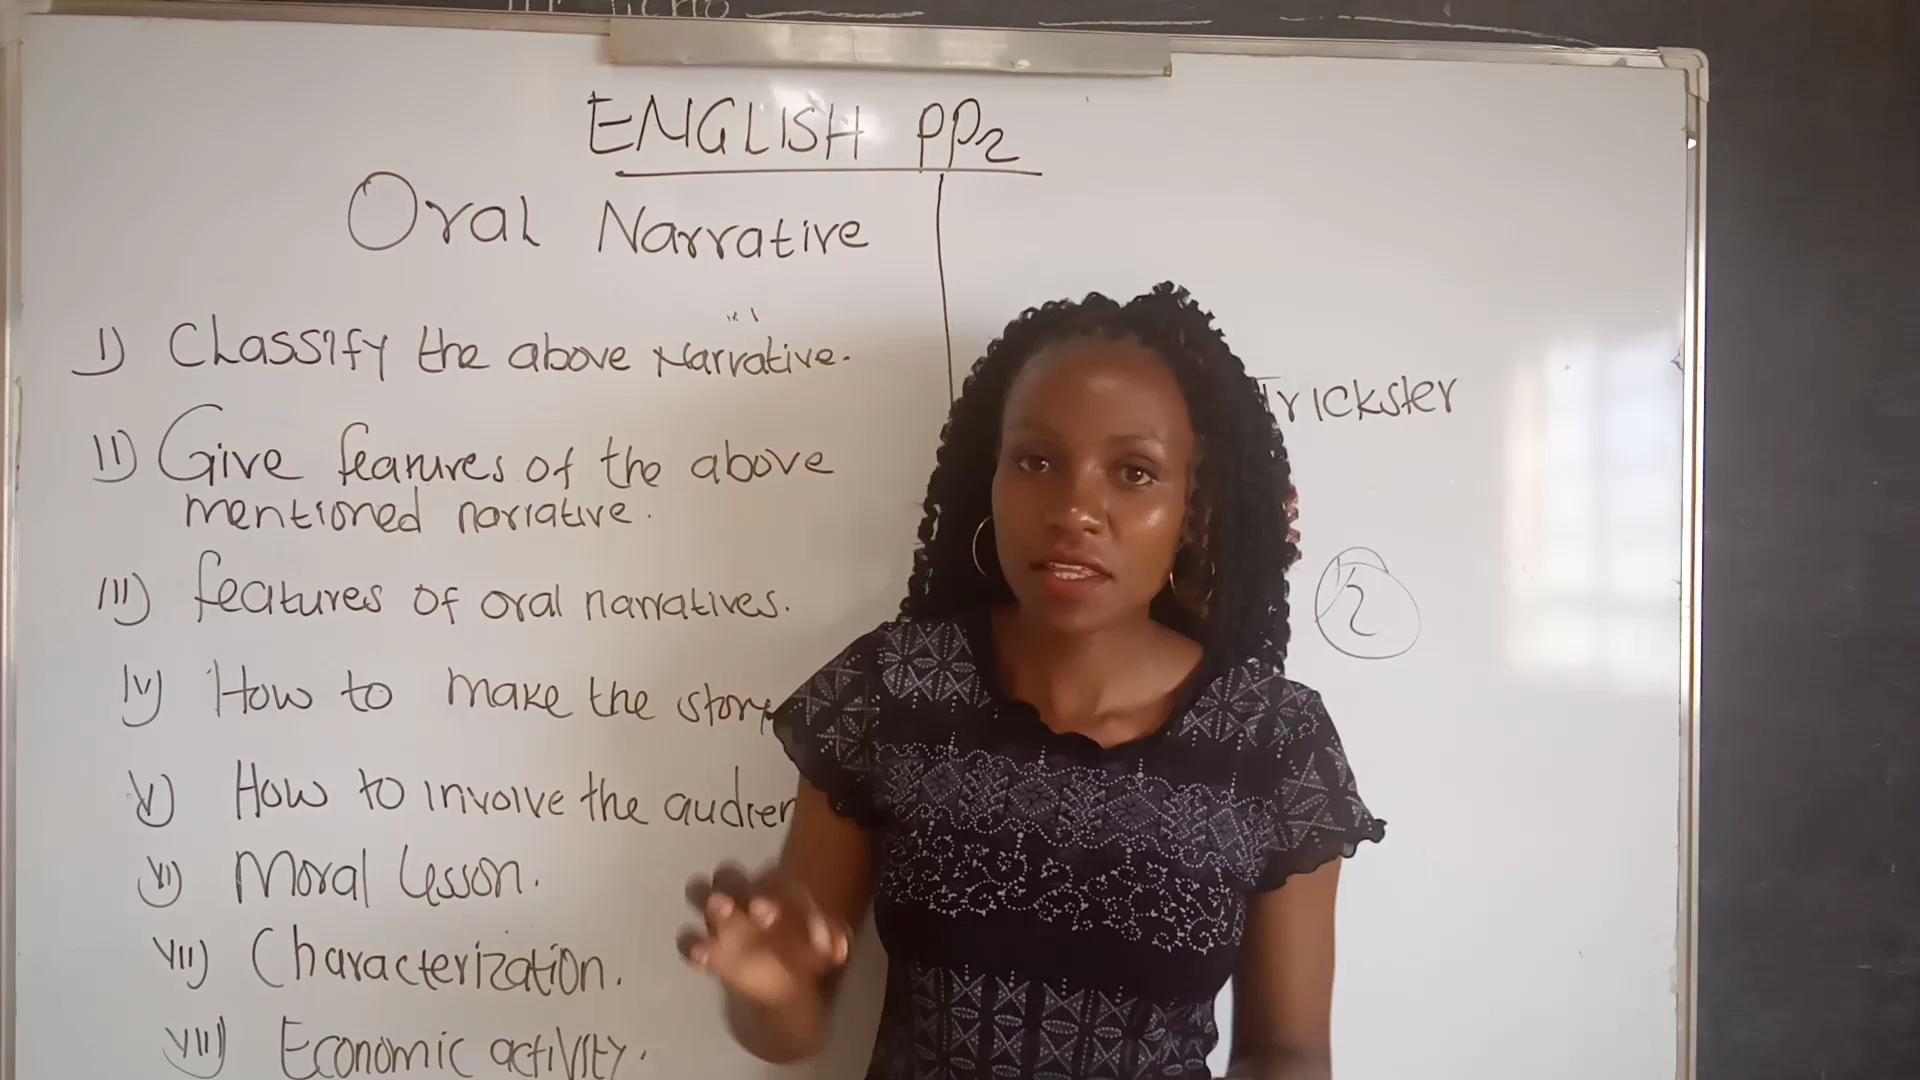 ENGLISH PP2
Oral Narrative
I) Classify the above Narrative.
II) Give features of the above
mentioned narrative.
III) features of oral narratives.
IV) How to make the story
V) How to involve the
VI) Moral Lesson.
VII) Characterization.
VIII) Economic activity.
Trickster
2